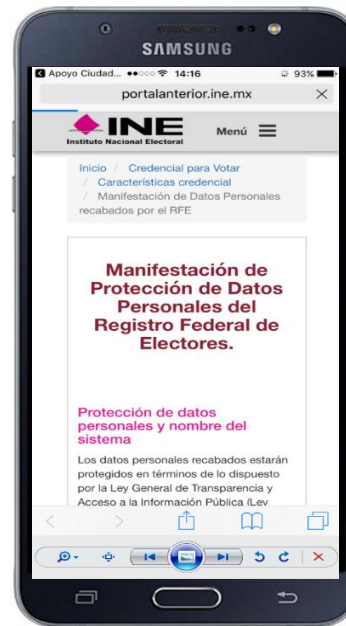 SAMSUNG
Apoyo Ciudad... 14:16 93%
portalanterior.ine.mx
INE
Instituto Nacional Electoral
Menú
Inicio / Credencial para Votar
/ Características credencial
/ Manifestación de Datos Personales
recabados por el RFE
Manifestación de
Protección de Datos
Personales del
Registro Federal de
Electores.
Protección de datos
personales y nombre del
sistema
Los datos personales recabados estarán
protegidos en términos de lo dispuesto
por la Ley General de Transparencia y
Acceso a la Información Pública (Ley